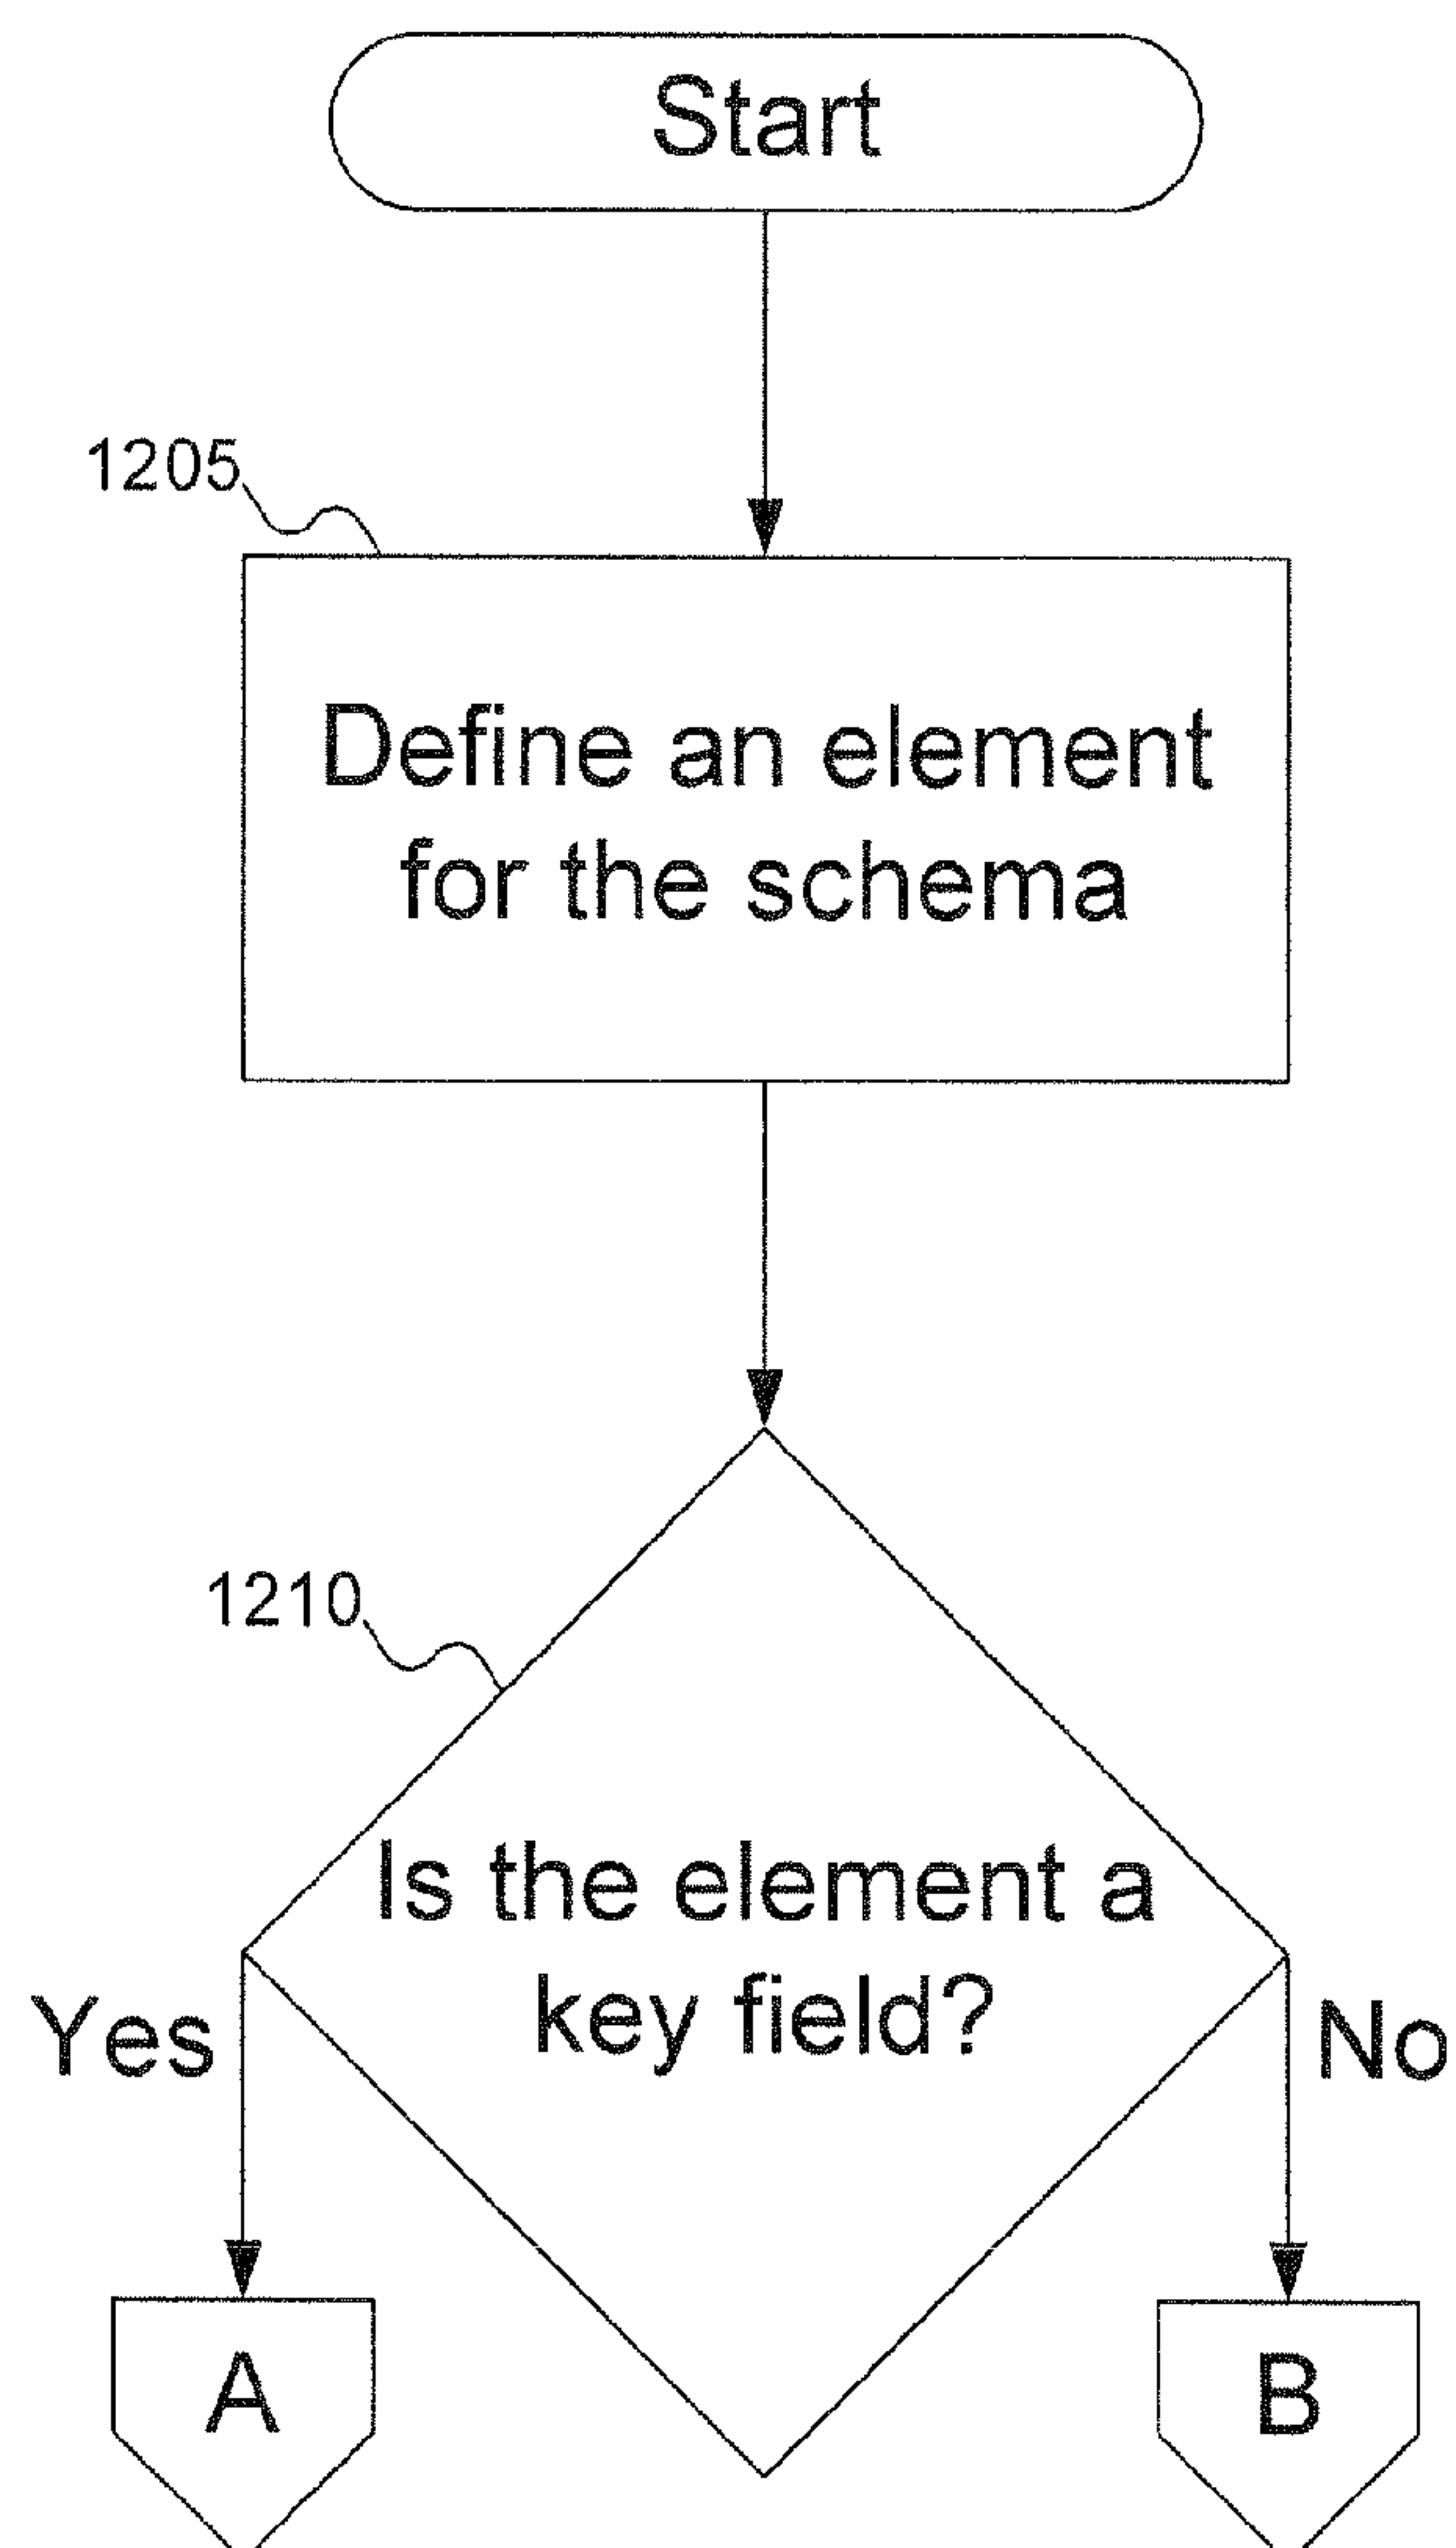 Start
1205
Define an element
for the schema
1210
Is the element a
key field?
Yes
No
A
B